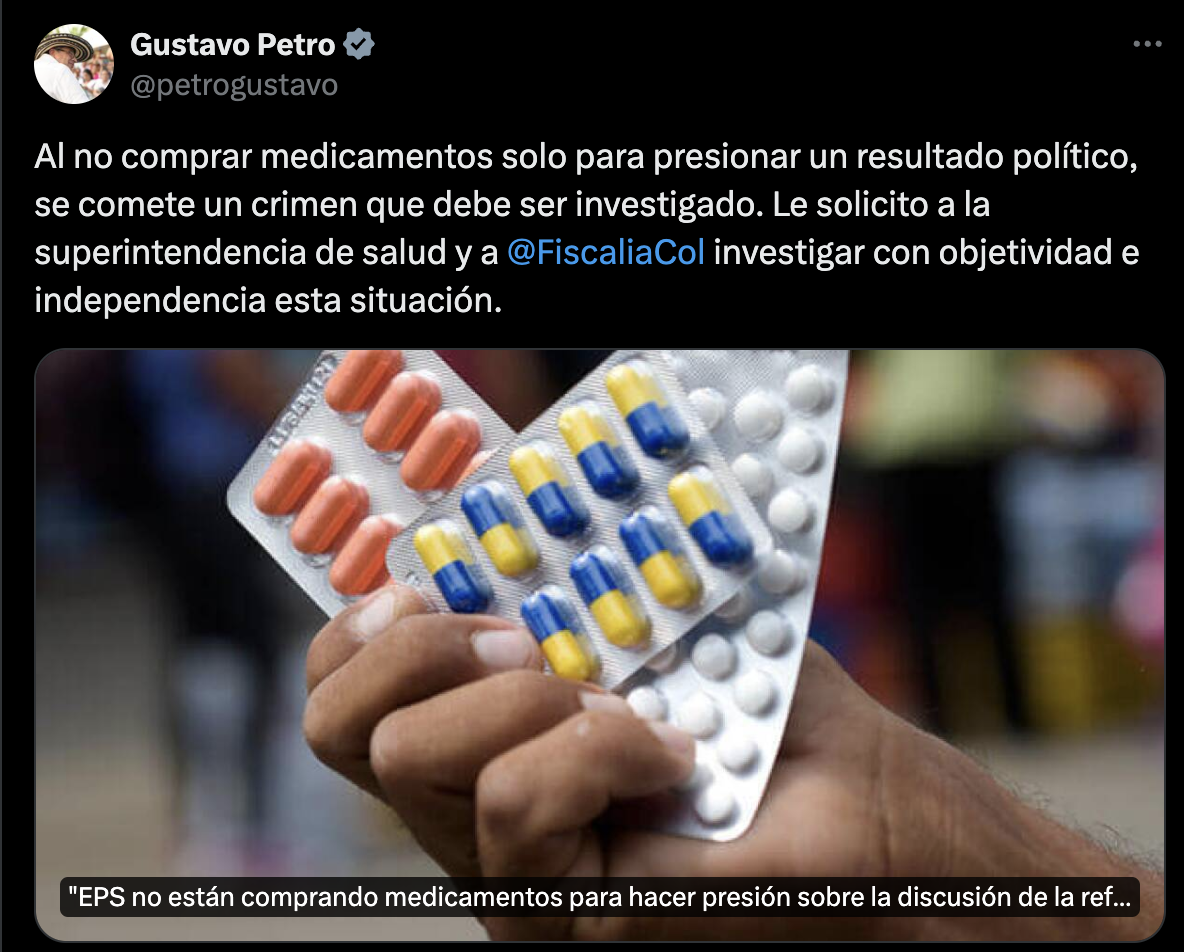 Gustavo Petro
@petrogustavo
Al no comprar medicamentos solo para presionar un resultado político,
se comete un crimen que debe ser investigado. Le solicito a la
superintendencia de salud y a @FiscaliaCol investigar con objetividad e
independencia esta situación.
"EPS no están comprando medicamentos para hacer presión sobre la discusión de la ref...